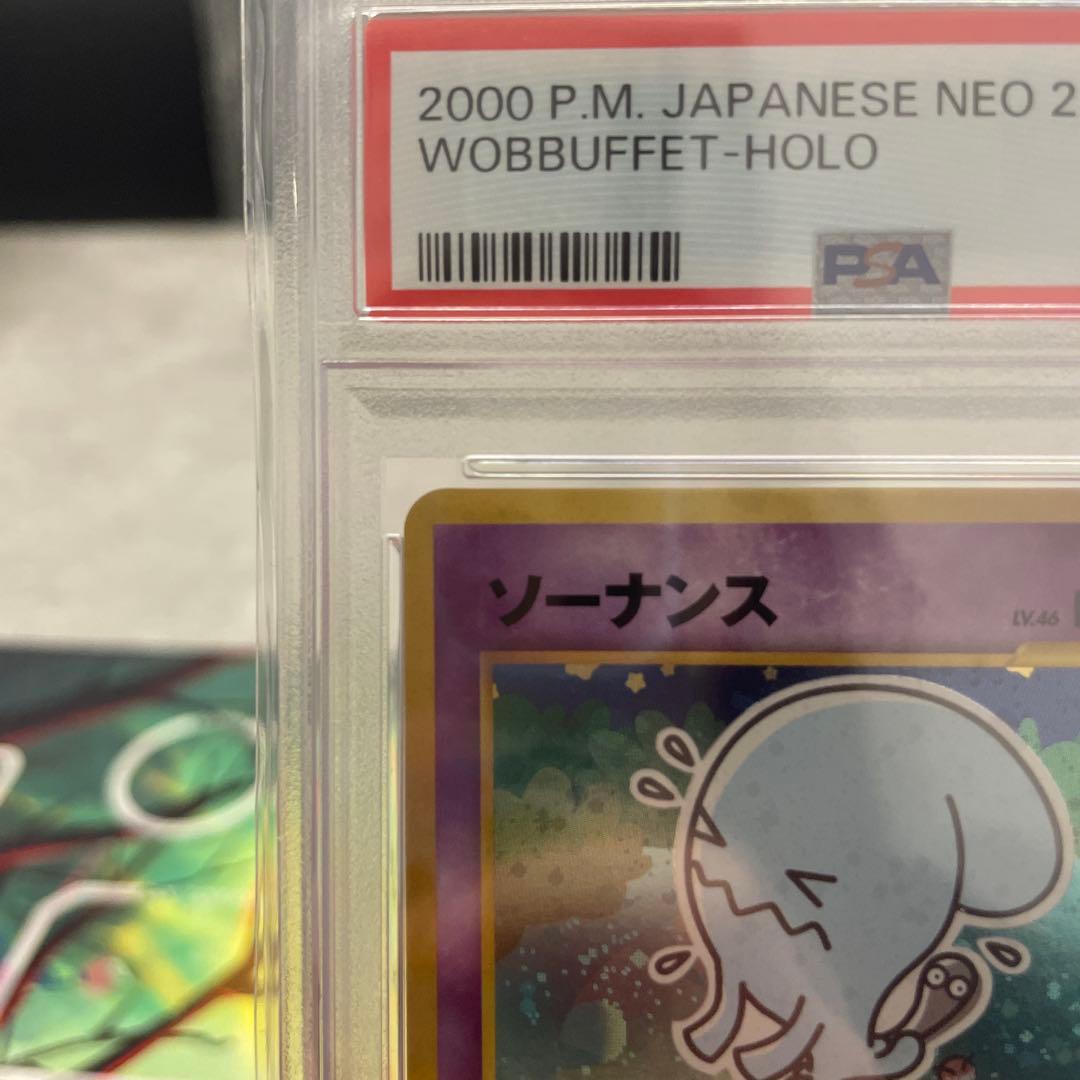 2000 P.M. JAPANESE NEO 2
WOBBUFFET-HOLO
PSA
ソーナンス
LV.46